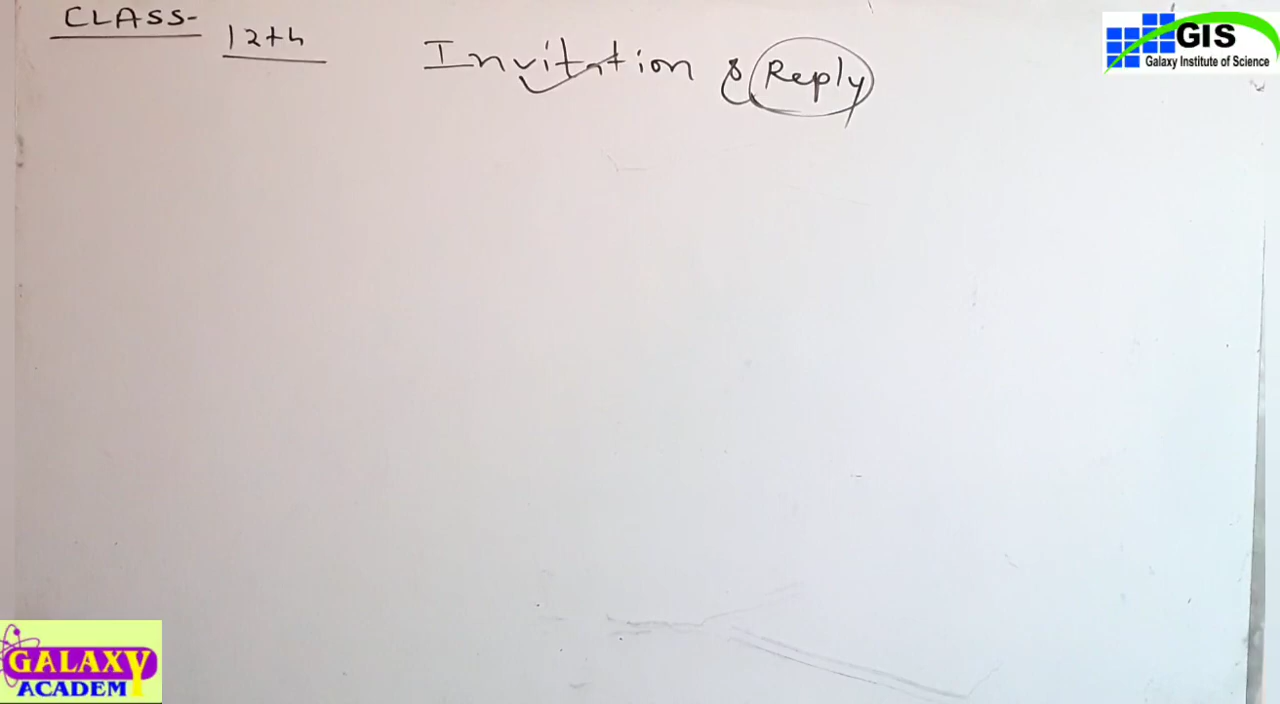 CLASS-
12th
Invitation & Reply
GIS
Galaxy Institute of Science
GALAXY
ACADEMY